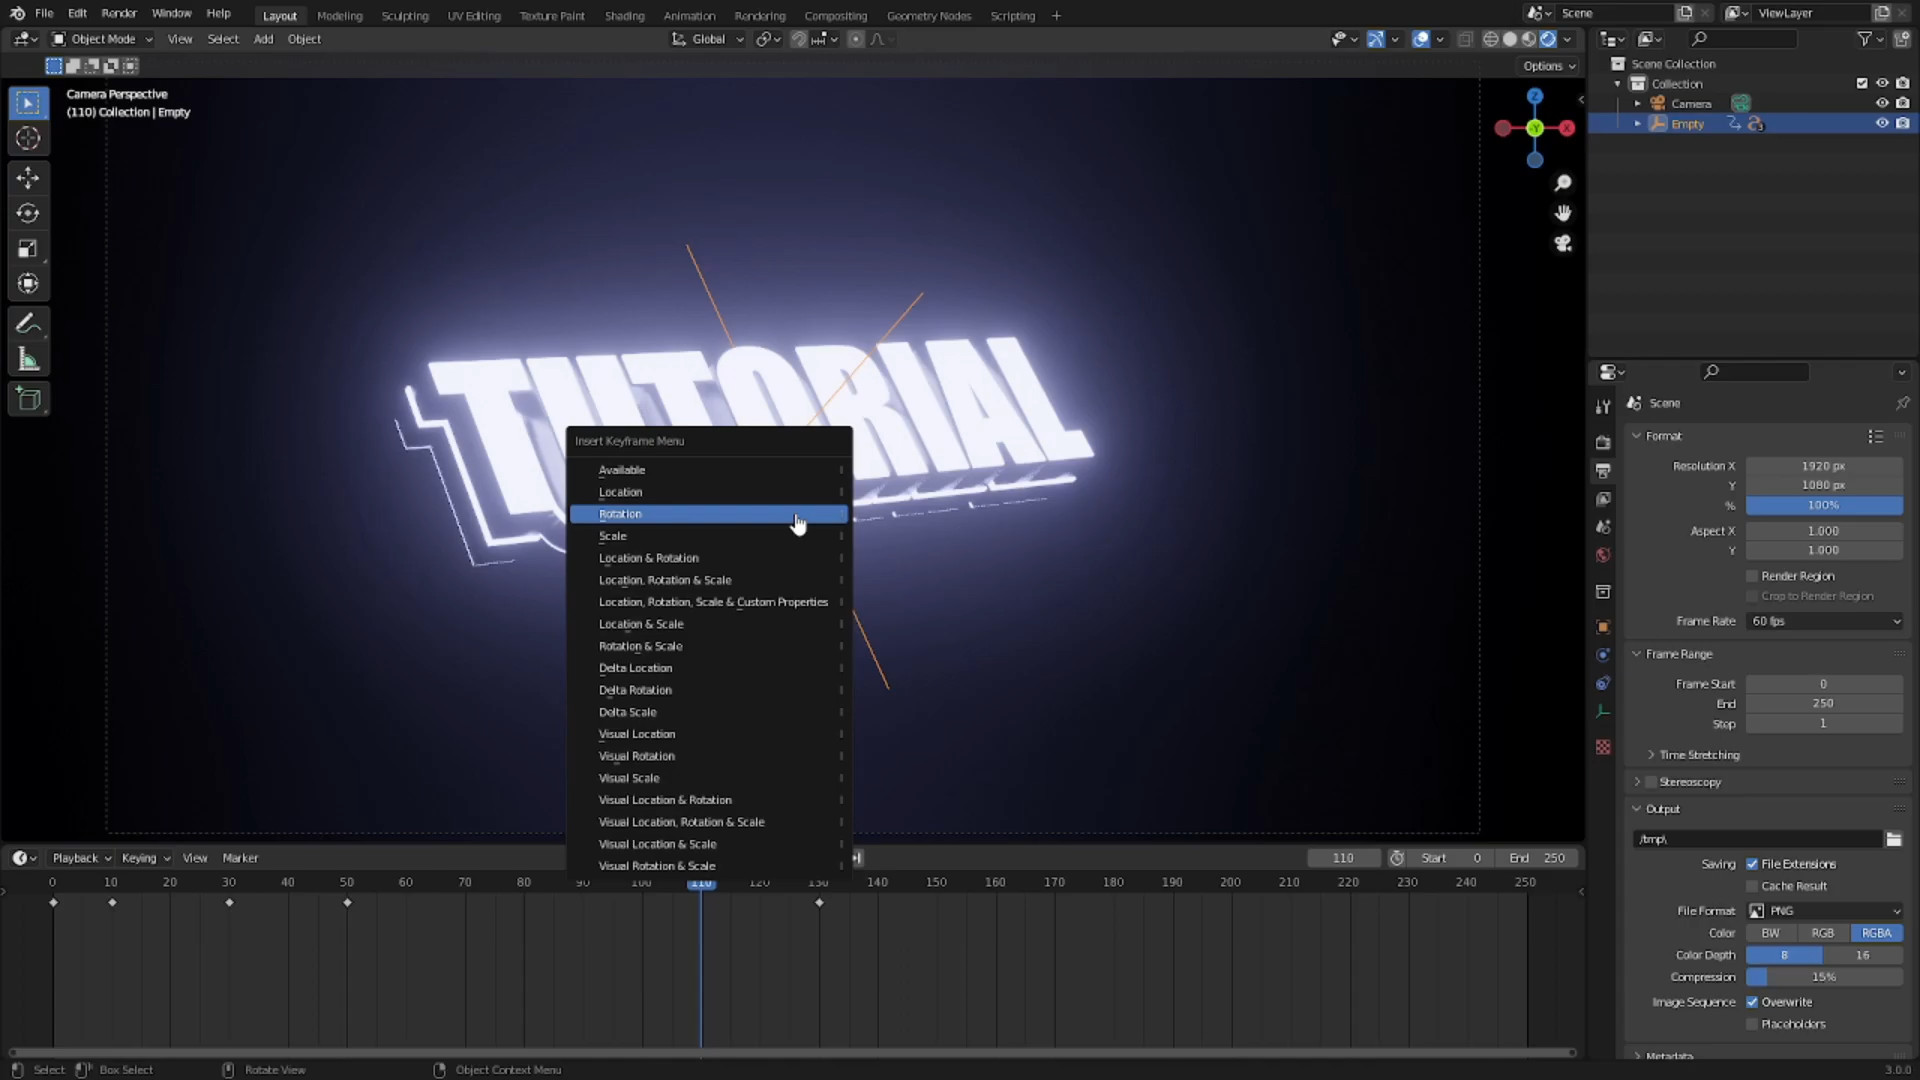 File Edit Render Window Help
Layout Modeling Sculpting UV Editing Texture Paint Shading Animation Rendering Compositing Geometry Nodes Scripting +
Scene
ViewLayer
Object Mode View Select Add Object
Global
Options
Camera Perspective
(110) Collection | Empty
Z
-Y
X
TUTORIAL
Insert Keyframe Menu
Available
Location
Rotation
Scale
Location & Rotation
Location, Rotation & Scale
Location, Rotation, Scale & Custom Properties
Location & Scale
Rotation & Scale
Delta Location
Delta Rotation
Delta Scale
Visual Location
Visual Rotation
Visual Scale
Visual Location & Rotation
Visual Location, Rotation & Scale
Visual Location & Scale
Visual Rotation & Scale
Scene Collection
Collection
Camera
Empty
3
Scene
Format
Resolution X 1920 px
Y 1080 px
% 100%
Aspect X 1.000
Y 1.000
Render Region
Crop to Render Region
Frame Rate 60 fps
Frame Range
Frame Start 0
End 250
Step 1
Time Stretching
Stereoscopy
Output
/tmp\
Saving File Extensions
Cache Result
File Format PNG
Color BW RGB RGBA
Color Depth 8 16
Compression 15%
Image Sequence Overwrite
Placeholders
Metadata
Playback Keying View Marker
110 Start 0 End 250
0 10 20 30 40 50 60 70 80 90 100 110 120 130 140 150 160 170 180 190 200 210 220 230 240 250
Select Box Select Rotate View Object Context Menu
3.0.0